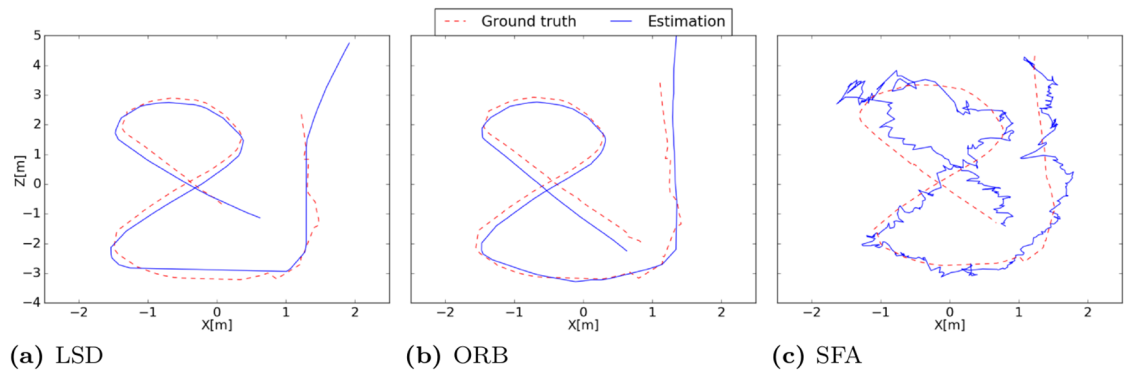 Ground truth Estimation
5
4
3
2
1
0
−1
−2
−3
−4
Z[m]
−2 −1 0 1 2 −2 −1 0 1 2 −2 −1 0 1 2
X[m] X[m] X[m]
(a) LSD (b) ORB (c) SFA